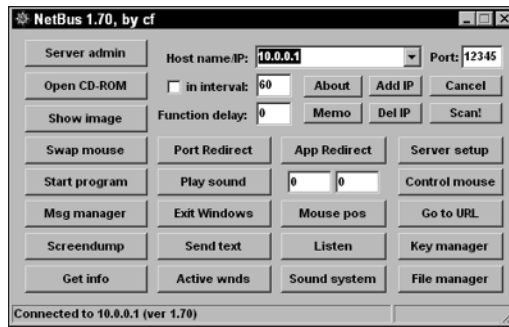 NetBus 1.70, by cf
Server admin Host name/IP: 10.0.0.1 Port: 12345
Open CD-ROM in interval: 60 About Add IP Cancel
Show image Function delay: 0 Memo Del IP Scan!
Swap mouse Port Redirect App Redirect Server setup
Start program Play sound 0 0 Control mouse
Msg manager Exit Windows Mouse pos Go to URL
Screendump Send text Listen Key manager
Get info Active wnds Sound system File manager
Connected to 10.0.0.1 (ver 1.70)